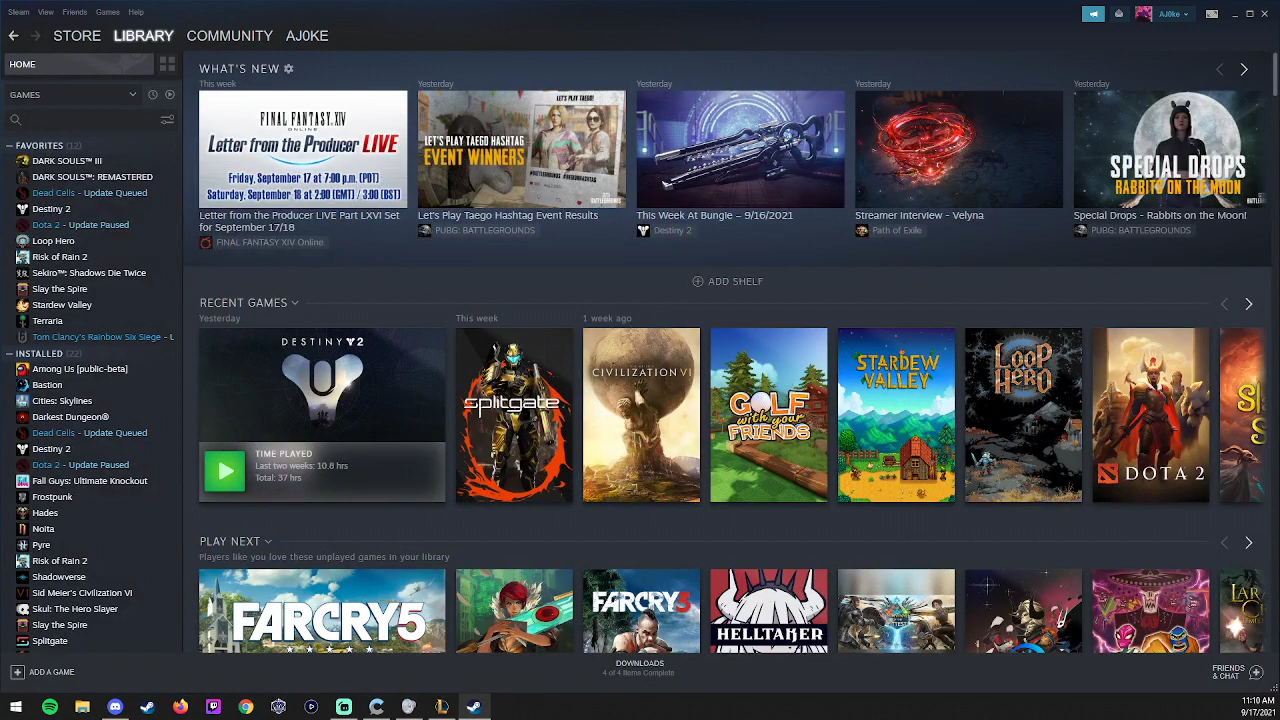 Steam View Friends Games Help
AJ0ke
STORE LIBRARY COMMUNITY AJ0KE
HOME
GAMES
FAVORITES (12)
DARK SOULS™ III
DARK SOULS™: REMASTERED
Dead Cells - Update Queued
Destiny 2
Dota 2 - Update Paused
Loop Hero
Risk of Rain 2
Sekiro™: Shadows Die Twice
Slay the Spire
Stardew Valley
Terraria
Tom Clancy's Rainbow Six Siege - U
INSTALLED (22)
Among Us [public-beta]
Bastion
Cities: Skylines
Darkest Dungeon®
Dead Cells - Update Queued
Destiny 2
Dota 2 - Update Paused
Fall Guys: Ultimate Knockout
Frostpunk
Hades
Noita
Pyre
Risk of Rain 2
Shadowverse
Sid Meier's Civilization VI
Skul: The Hero Slayer
Slay the Spire
Splitgate
ADD A GAME
WHAT'S NEW
This week
FINAL FANTASY XIV
ONLINE
Letter from the Producer LIVE
Friday, September 17 at 7:00 p.m. (PDT)
Saturday, September 18 at 2:00 (GMT) / 3:00 (BST)
Letter from the Producer LIVE Part LXVI Set
for September 17/18
FINAL FANTASY XIV Online
Yesterday
LET'S PLAY TAEGO!
LET'S PLAY TAEGO HASHTAG
EVENT WINNERS
Let's Play Taego Hashtag Event Results
PUBG: BATTLEGROUNDS
Yesterday
This Week At Bungie – 9/16/2021
Destiny 2
Yesterday
Streamer Interview - Velyna
Path of Exile
Yesterday
SPECIAL DROPS
RABBITS ON THE MOON
Special Drops - Rabbits on the Moon!
PUBG: BATTLEGROUNDS
ADD SHELF
RECENT GAMES
Yesterday
DESTINY 2
TIME PLAYED
Last two weeks: 10.8 hrs
Total: 37 hrs
This week
splitgate
1 week ago
CIVILIZATION VI
GOLF
with your
FRIENDS
STARDEW
VALLEY
LOOP
HERO
DOTA 2
PLAY NEXT
Players like you love these unplayed games in your library
FARCRY5
FARCRY3
HELLTAKER
DOWNLOADS
4 of 4 Items Complete
FRIENDS
& CHAT
11:10 AM
9/17/2021